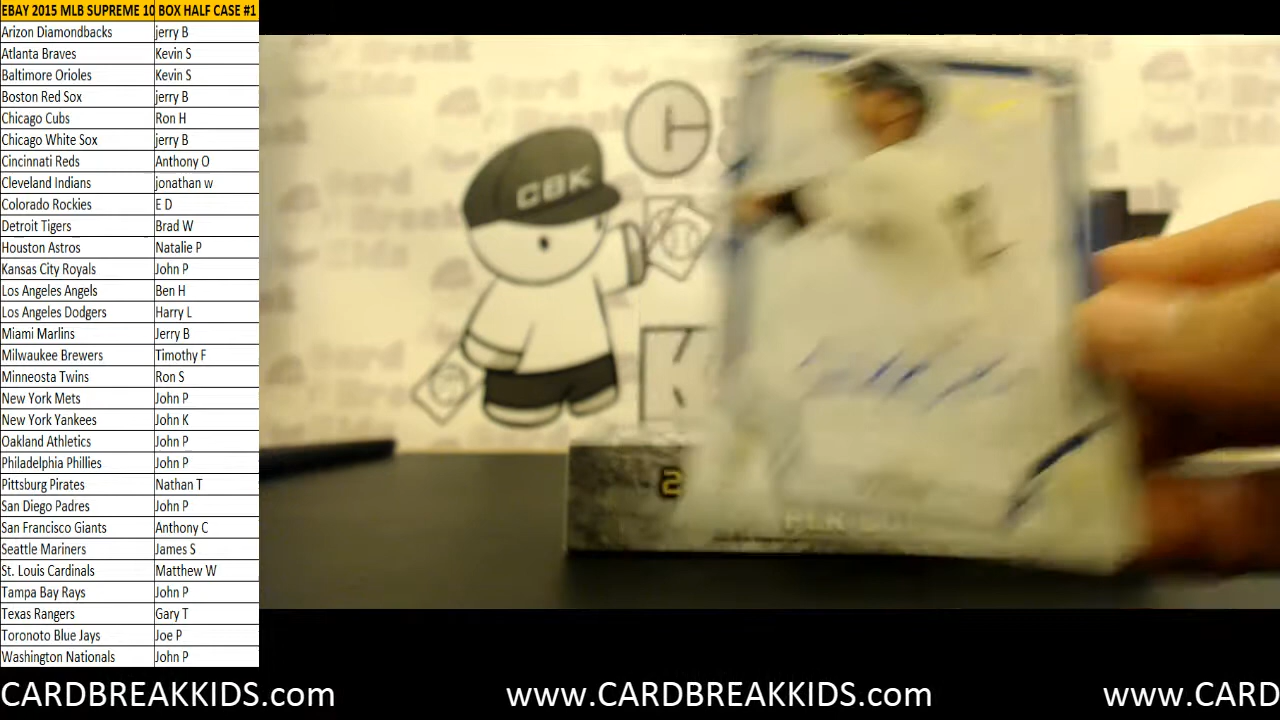 EBAY 2015 MLB SUPREME 10 BOX HALF CASE #1
Arizon Diamondbacks jerry B
Atlanta Braves Kevin S
Baltimore Orioles Kevin S
Boston Red Sox jerry B
Chicago Cubs Ron H
Chicago White Sox jerry B
Cincinnati Reds Anthony O
Cleveland Indians jonathan w
Colorado Rockies E D
Detroit Tigers Brad W
Houston Astros Natalie P
Kansas City Royals John P
Los Angeles Angels Ben H
Los Angeles Dodgers Harry L
Miami Marlins Jerry B
Milwaukee Brewers Timothy F
Minneosta Twins Ron S
New York Mets John P
New York Yankees John K
Oakland Athletics John P
Philadelphia Phillies John P
Pittsburg Pirates Nathan T
San Diego Padres John P
San Francisco Giants Anthony C
Seattle Mariners James S
St. Louis Cardinals Matthew W
Tampa Bay Rays John P
Texas Rangers Gary T
Toronoto Blue Jays Joe P
Washington Nationals John P
C
CBK
K
2
CARDBREAKKIDS.com www.CARDBREAKKIDS.com www.CARD